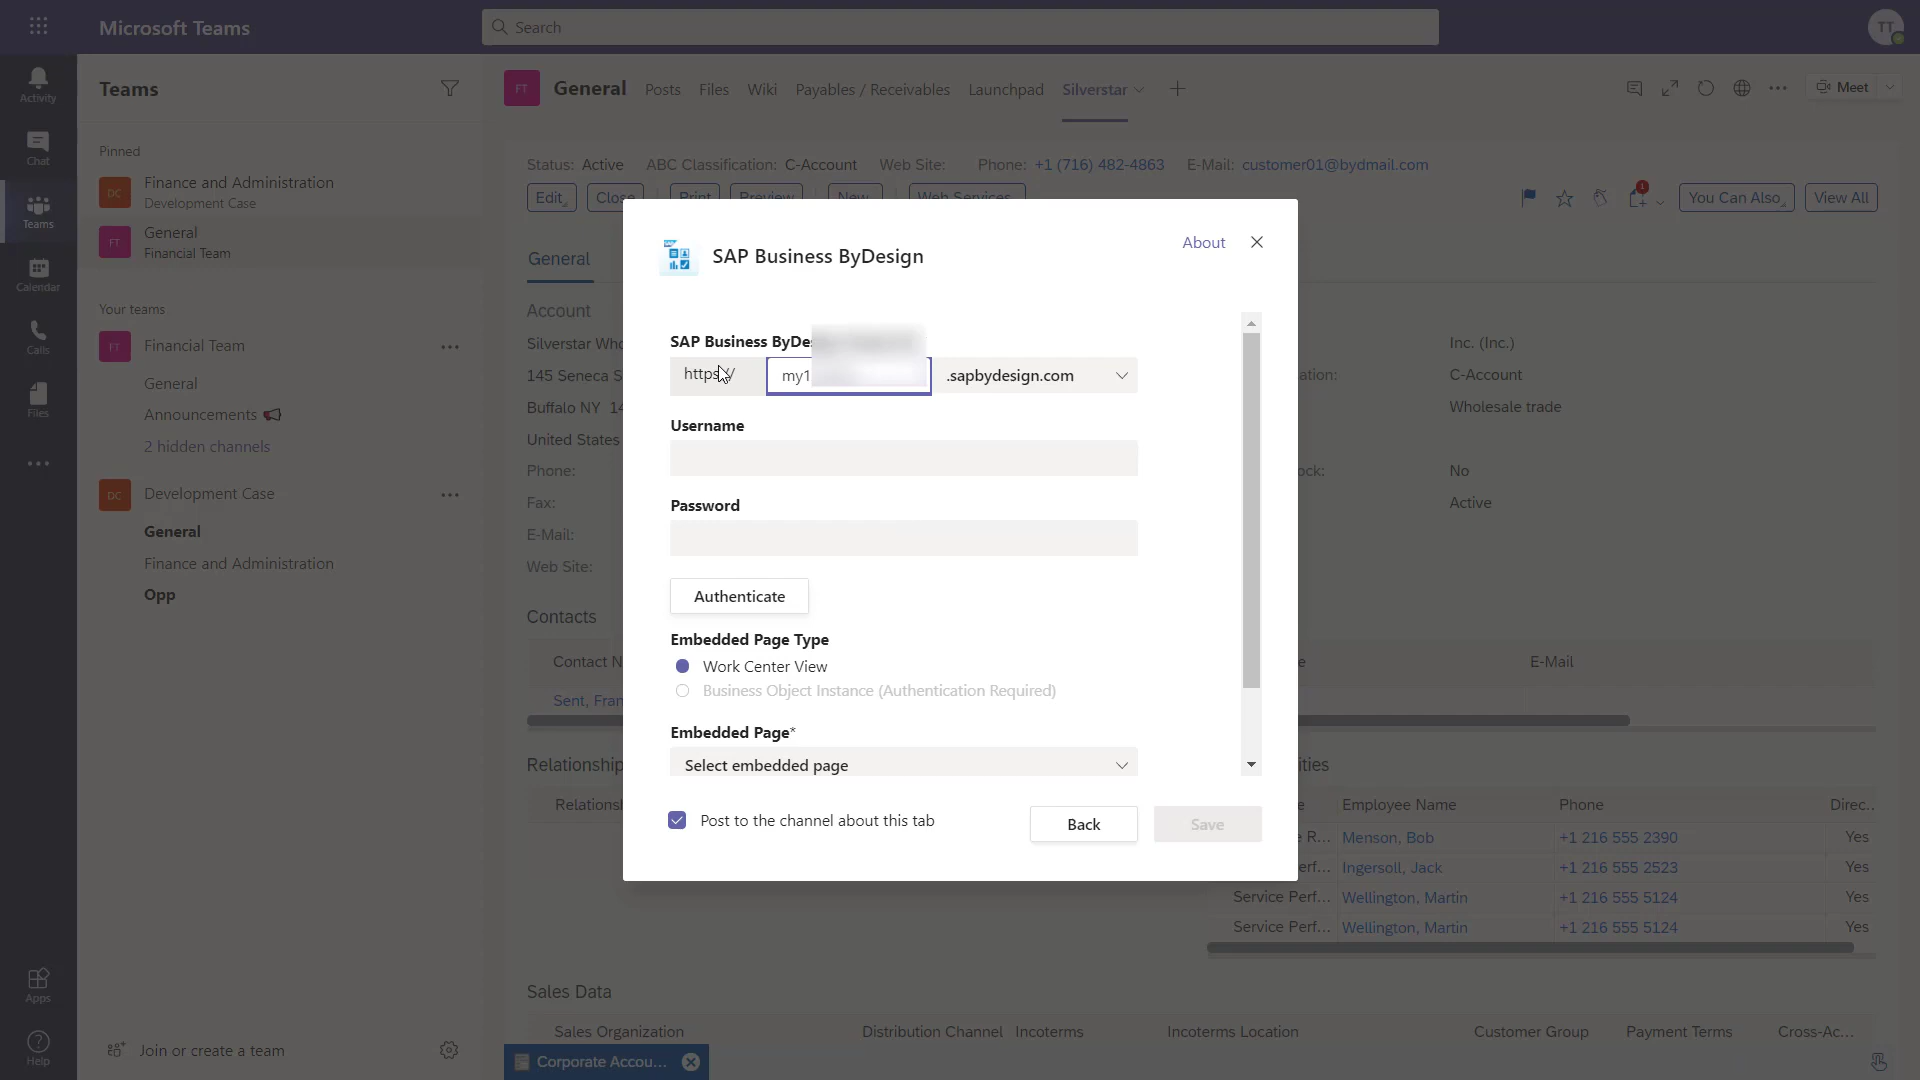 Microsoft Teams
Search
TT
Activity
Chat
Teams
Calendar
Calls
Files
Apps
Help
Teams
Pinned
DC
Finance and Administration
Development Case
FT
General
Financial Team
Your teams
FT
Financial Team
General
Announcements
2 hidden channels
DC
Development Case
General
Finance and Administration
Opp
Join or create a team
FT
General
Posts
Files
Wiki
Payables / Receivables
Launchpad
Silverstar
Meet
Status: Active
ABC Classification: C-Account
Web Site:
Phone: +1 (716) 482-4863
E-Mail: customer01@bydmail.com
Edit
Close
Print
Preview
New
Web Services
1
You Can Also
View All
General
Account
Silverstar Who
145 Seneca S
Buffalo NY 14
United States
Phone:
Fax:
E-Mail:
Web Site:
Inc. (Inc.)
ation:
C-Account
Wholesale trade
ock:
No
Active
Contacts
Contact N
e
E-Mail
Sent, Fran
Relationship
Relations
ities
e
Employee Name
Phone
Direc...
e R...
Menson, Bob
+1 216 555 2390
Yes
erf...
Ingersoll, Jack
+1 216 555 2523
Yes
Service Perf...
Wellington, Martin
+1 216 555 5124
Yes
Service Perf...
Wellington, Martin
+1 216 555 5124
Yes
Sales Data
Sales Organization
Distribution Channel
Incoterms
Incoterms Location
Customer Group
Payment Terms
Cross-Ac...
Corporate Accou...
SAP Business ByDesign
About
SAP Business ByDe
https://
my1
.sapbydesign.com
Username
Password
Authenticate
Embedded Page Type
Work Center View
Business Object Instance (Authentication Required)
Embedded Page*
Select embedded page
Post to the channel about this tab
Back
Save